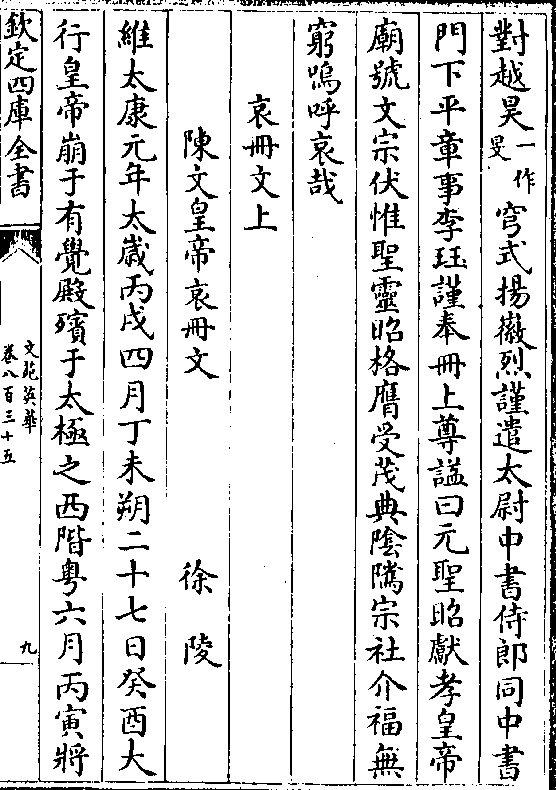 對越昊一作旻穹式揚徽烈謹遣太尉中書侍郎同中書
門下平章事李珏謹奉冊上尊諡曰元聖昭獻孝皇帝
廟號文宗伏惟聖靈昭格膺受茂典陰隲宗社介福無
窮嗚呼哀哉
哀冊文上
陳文皇帝哀冊文 徐陵
維太康元年太歲丙戌四月丁未朔二十七日癸酉大
行皇帝崩于有覺殿殯于太極之西階粵六月丙寅將
欽定四庫全書
文苑英華
卷八百三十五
九